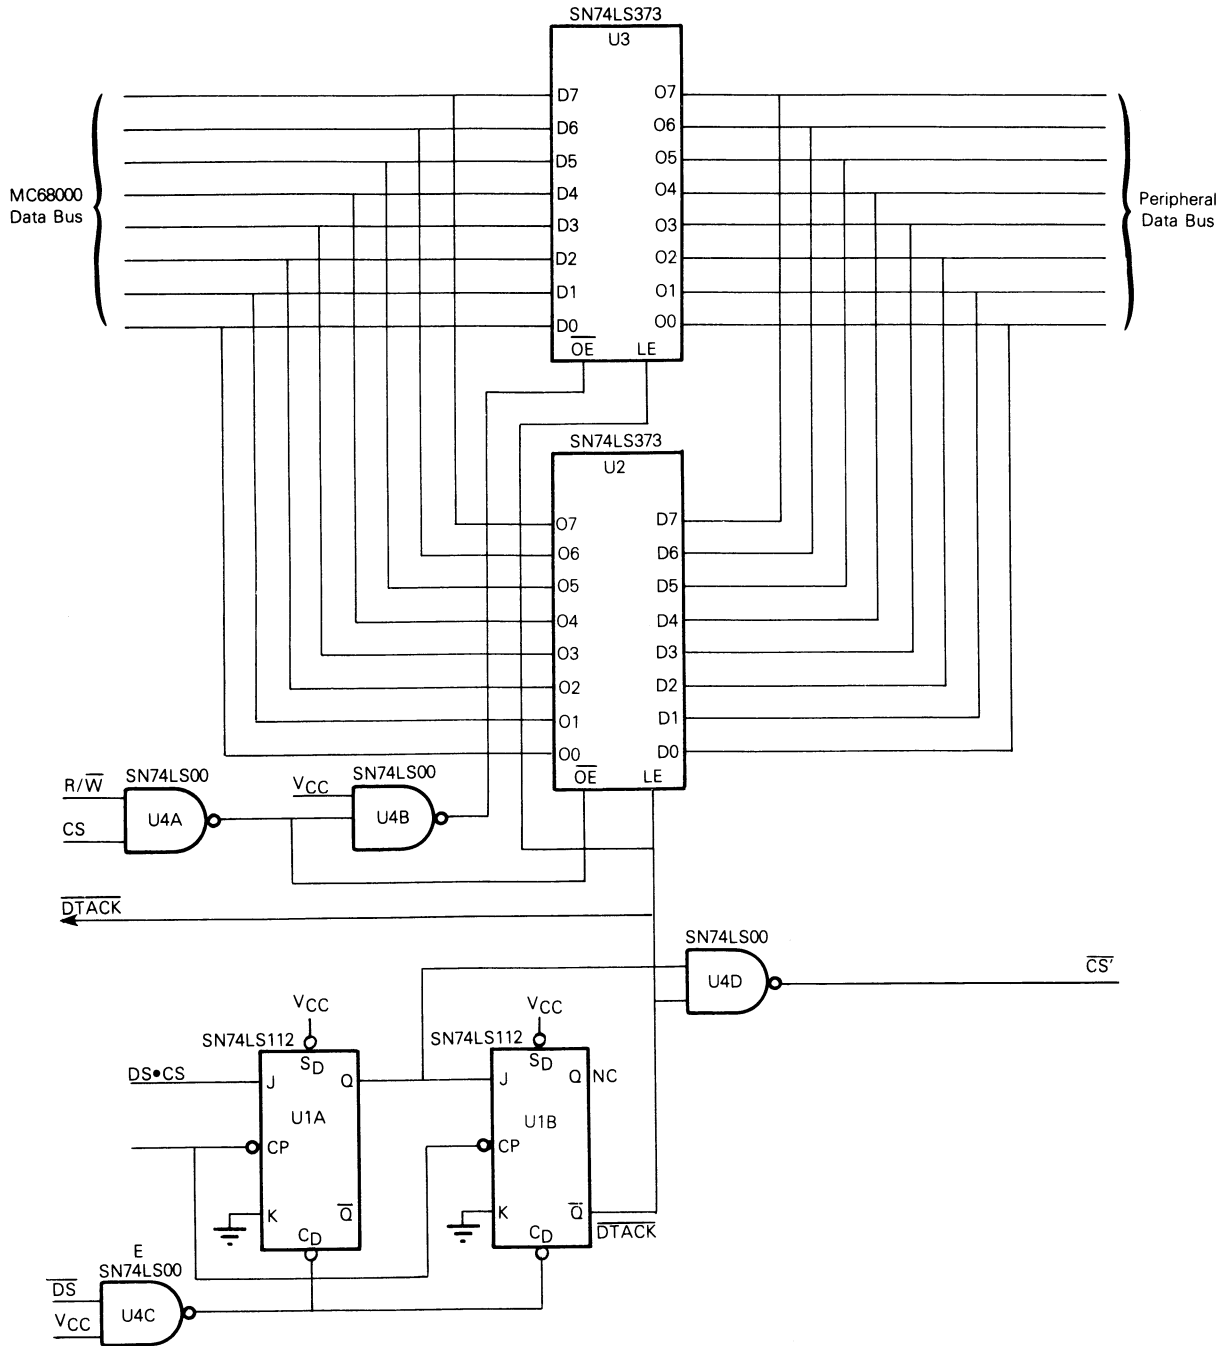 SN74LS373
U3
D7
O7
D6
O6
D5
O5
D4
O4
D3
O3
D2
O2
D1
O1
D0
O0
OE
LE
MC68000
Data Bus
Peripheral
Data Bus
SN74LS373
U2
O7
D7
O6
D6
O5
D5
O4
D4
O3
D3
O2
D2
O1
D1
O0
D0
OE
LE
SN74LS00
R/W
CS
U4A
SN74LS00
VCC
U4B
DTACK
SN74LS00
U4D
CS'
VCC
SN74LS112
SD
DS•CS
J
Q
U1A
CP
K
Q
CD
VCC
SN74LS112
SD
J
Q
NC
U1B
CP
K
Q
DTACK
CD
E
SN74LS00
DS
VCC
U4C